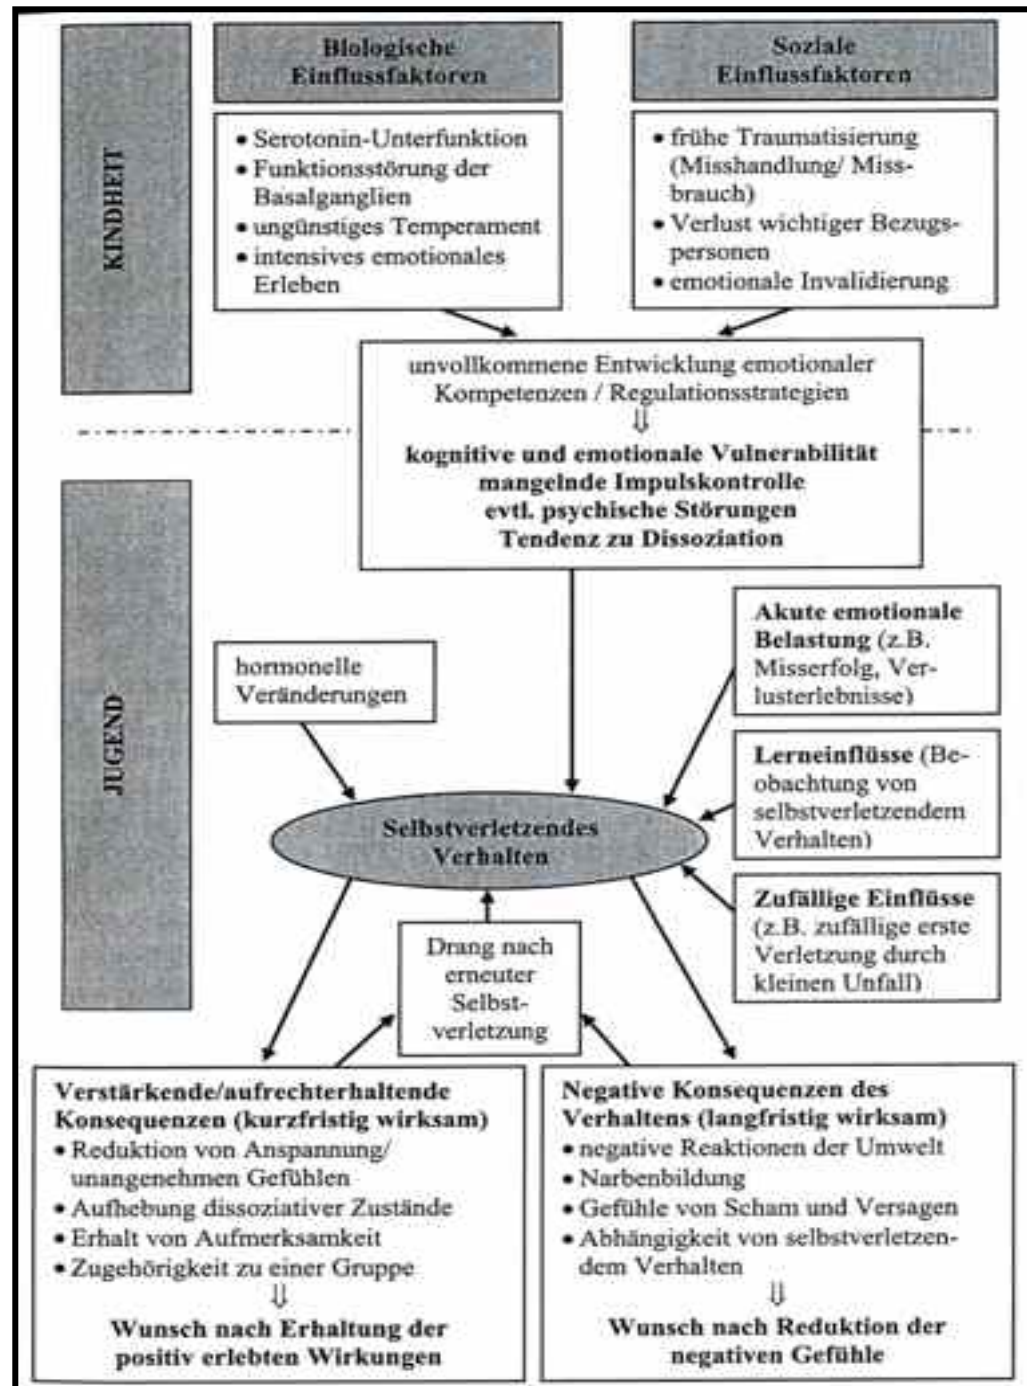 KINDHEIT
Biologische
Einflussfaktoren
• Serotonin-Unterfunktion
• Funktionsstörung der
Basalganglien
• ungünstiges Temperament
• intensives emotionales
Erleben
Soziale
Einflussfaktoren
• frühe Traumatisierung
(Misshandlung/ Miss-
brauch)
• Verlust wichtiger Bezugs-
personen
• emotionale Invalidierung
unvollkommene Entwicklung emotionaler
Kompetenzen / Regulationsstrategien
⇓
kognitive und emotionale Vulnerabilität
mangelnde Impulskontrolle
evtl. psychische Störungen
Tendenz zu Dissoziation
JUGEND
hormonelle
Veränderungen
Akute emotionale
Belastung (z.B.
Misserfolg, Ver-
lusterlebnisse)
Lerneinflüsse (Be-
obachtung von
selbstverletzendem
Verhalten)
Zufällige Einflüsse
(z.B. zufällige erste
Verletzung durch
kleinen Unfall)
Selbstverletzendes
Verhalten
Drang nach
erneuter
Selbst-
verletzung
Verstärkende/aufrechterhaltende
Konsequenzen (kurzfristig wirksam)
• Reduktion von Anspannung/
unangenehmen Gefühlen
• Aufhebung dissoziativer Zustände
• Erhalt von Aufmerksamkeit
• Zugehörigkeit zu einer Gruppe
⇓
Wunsch nach Erhaltung der
positiv erlebten Wirkungen
Negative Konsequenzen des
Verhaltens (langfristig wirksam)
• negative Reaktionen der Umwelt
• Narbenbildung
• Gefühle von Scham und Versagen
• Abhängigkeit von selbstverletzen-
dem Verhalten
⇓
Wunsch nach Reduktion der
negativen Gefühle